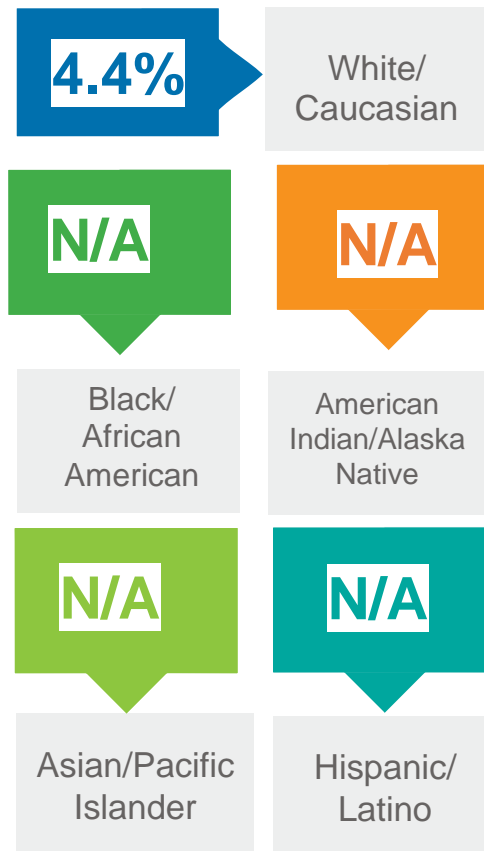 4.4%
White/
Caucasian
N/A
Black/
African
American
N/A
American
Indian/Alaska
Native
N/A
Asian/Pacific
Islander
N/A
Hispanic/
Latino